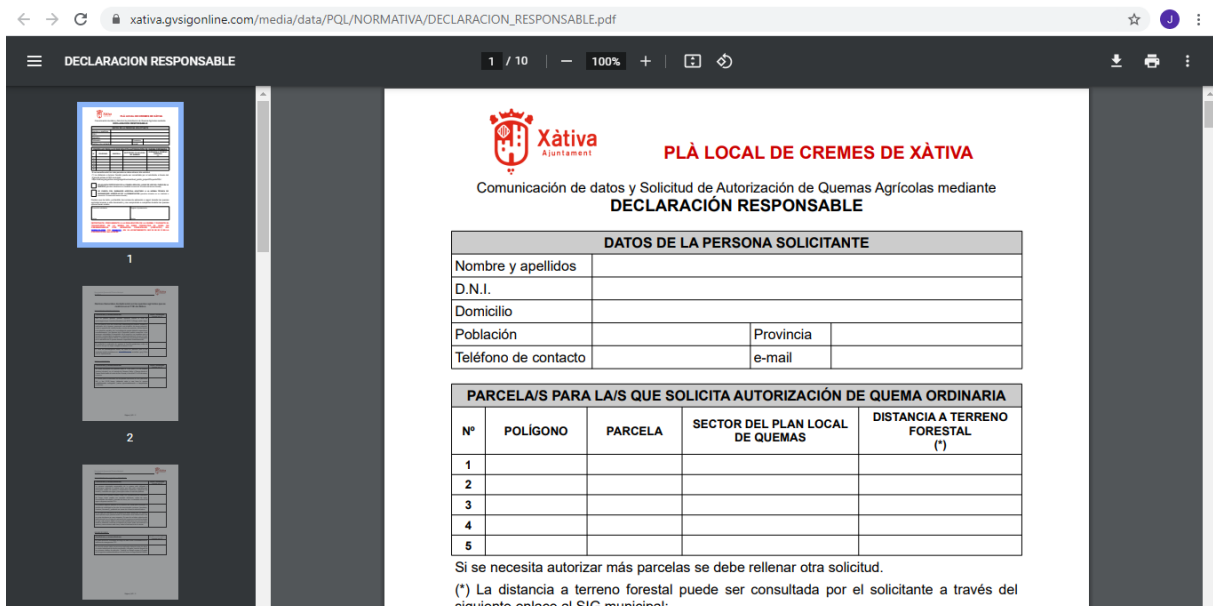 xativa.gvsigonline.com/media/data/PQL/NORMATIVA/DECLARACION_RESPONSABLE.pdf
J
DECLARACION RESPONSABLE
1 / 10
100%
1
2
Xàtiva
Ajuntament
PLÀ LOCAL DE CREMES DE XÀTIVA
Comunicación de datos y Solicitud de Autorización de Quemas Agrícolas mediante
DECLARACIÓN RESPONSABLE
DATOS DE LA PERSONA SOLICITANTE
Nombre y apellidos
D.N.I.
Domicilio
Población Provincia
Teléfono de contacto e-mail
PARCELA/S PARA LA/S QUE SOLICITA AUTORIZACIÓN DE QUEMA ORDINARIA
Nº POLÍGONO PARCELA SECTOR DEL PLAN LOCAL DE QUEMAS DISTANCIA A TERRENO FORESTAL (*)
1
2
3
4
5
Si se necesita autorizar más parcelas se debe rellenar otra solicitud.
(*) La distancia a terreno forestal puede ser consultada por el solicitante a través del
siguiente enlace al SIG municipal: